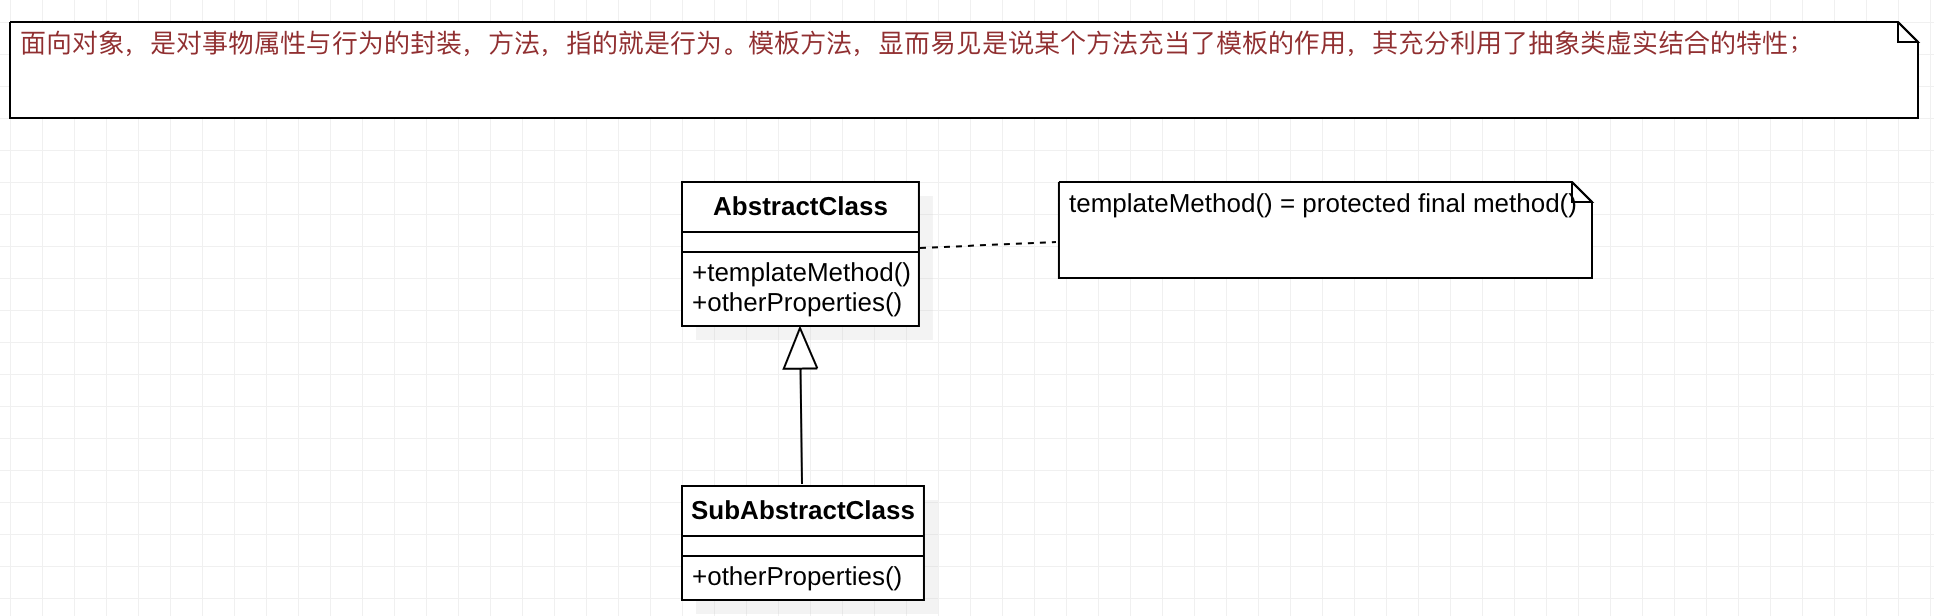 面向对象，是对事物属性与行为的封装，方法，指的就是行为。模板方法，显而易见是说某个方法充当了模板的作用，其充分利用了抽象类虚实结合的特性；
AbstractClass
+templateMethod()
+otherProperties()
templateMethod() = protected final method()
SubAbstractClass
+otherProperties()